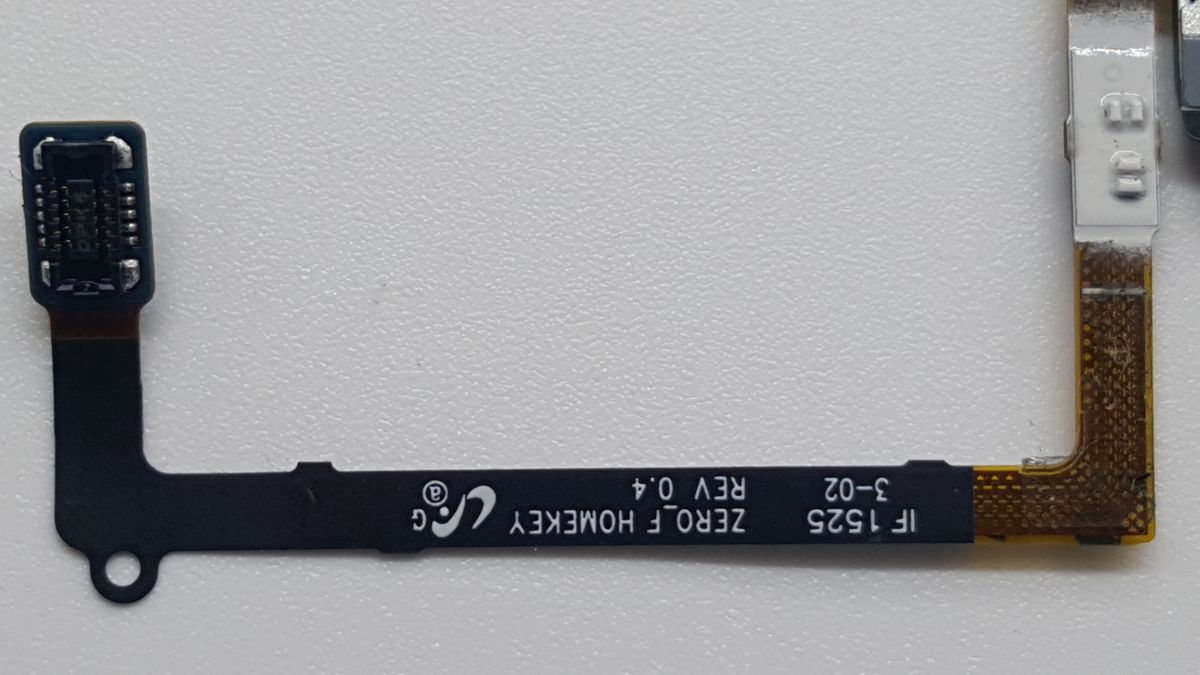 IF 1525
3-02
ZERO_F HOMEKEY
REV 0.4
G
ⓐ